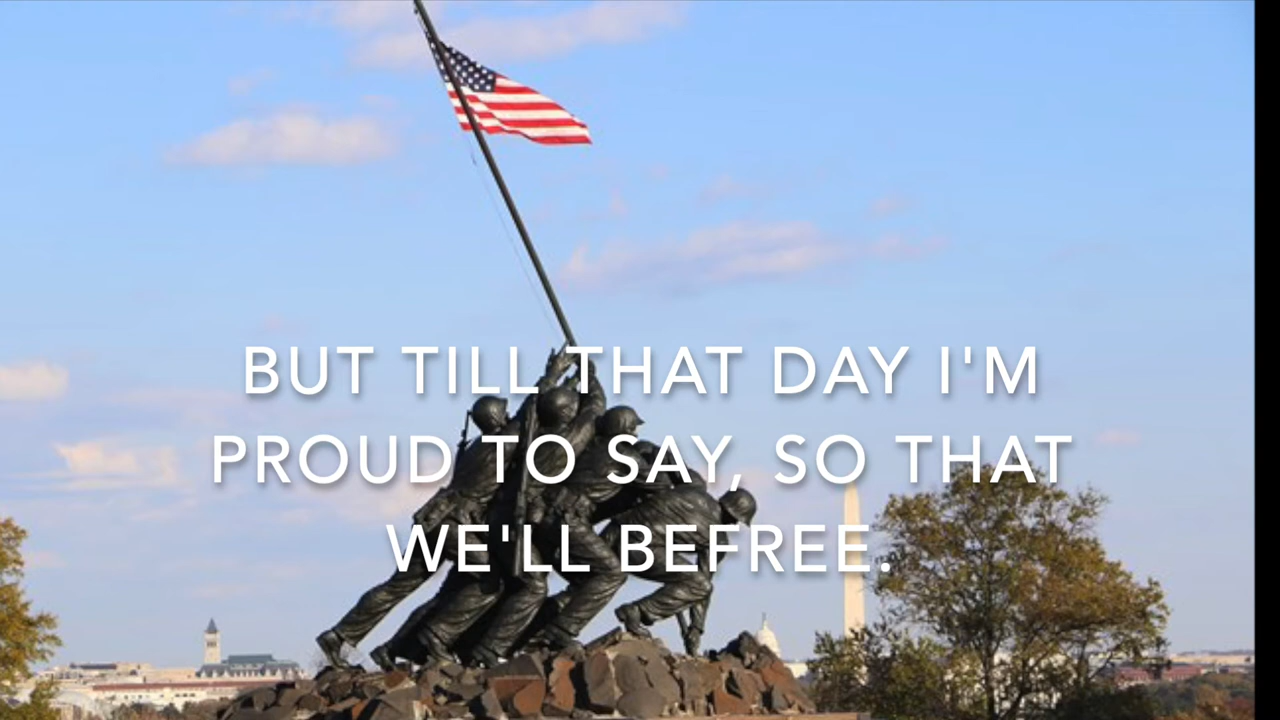 BUT TILL THAT DAY I'M
PROUD TO SAY, SO THAT
WE'LL BEFREE.